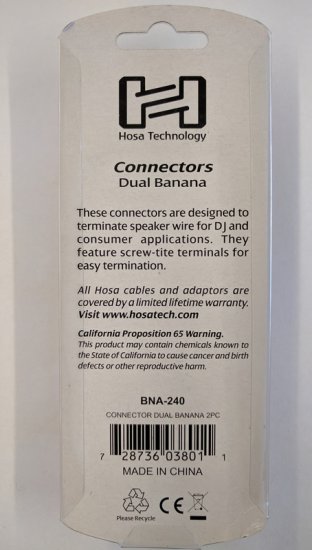 Hosa Technology
Connectors
Dual Banana
These connectors are designed to
terminate speaker wire for DJ and
consumer applications. They
feature screw-tite terminals for
easy termination.
All Hosa cables and adaptors are
covered by a limited lifetime warranty.
Visit www.hosatech.com
California Proposition 65 Warning.
This product may contain chemicals known to
the State of California to cause cancer and birth
defects or other reproductive harm.
BNA-240
CONNECTOR DUAL BANANA 2PC
7 28736 03801 1
MADE IN CHINA
Please Recycle
CE